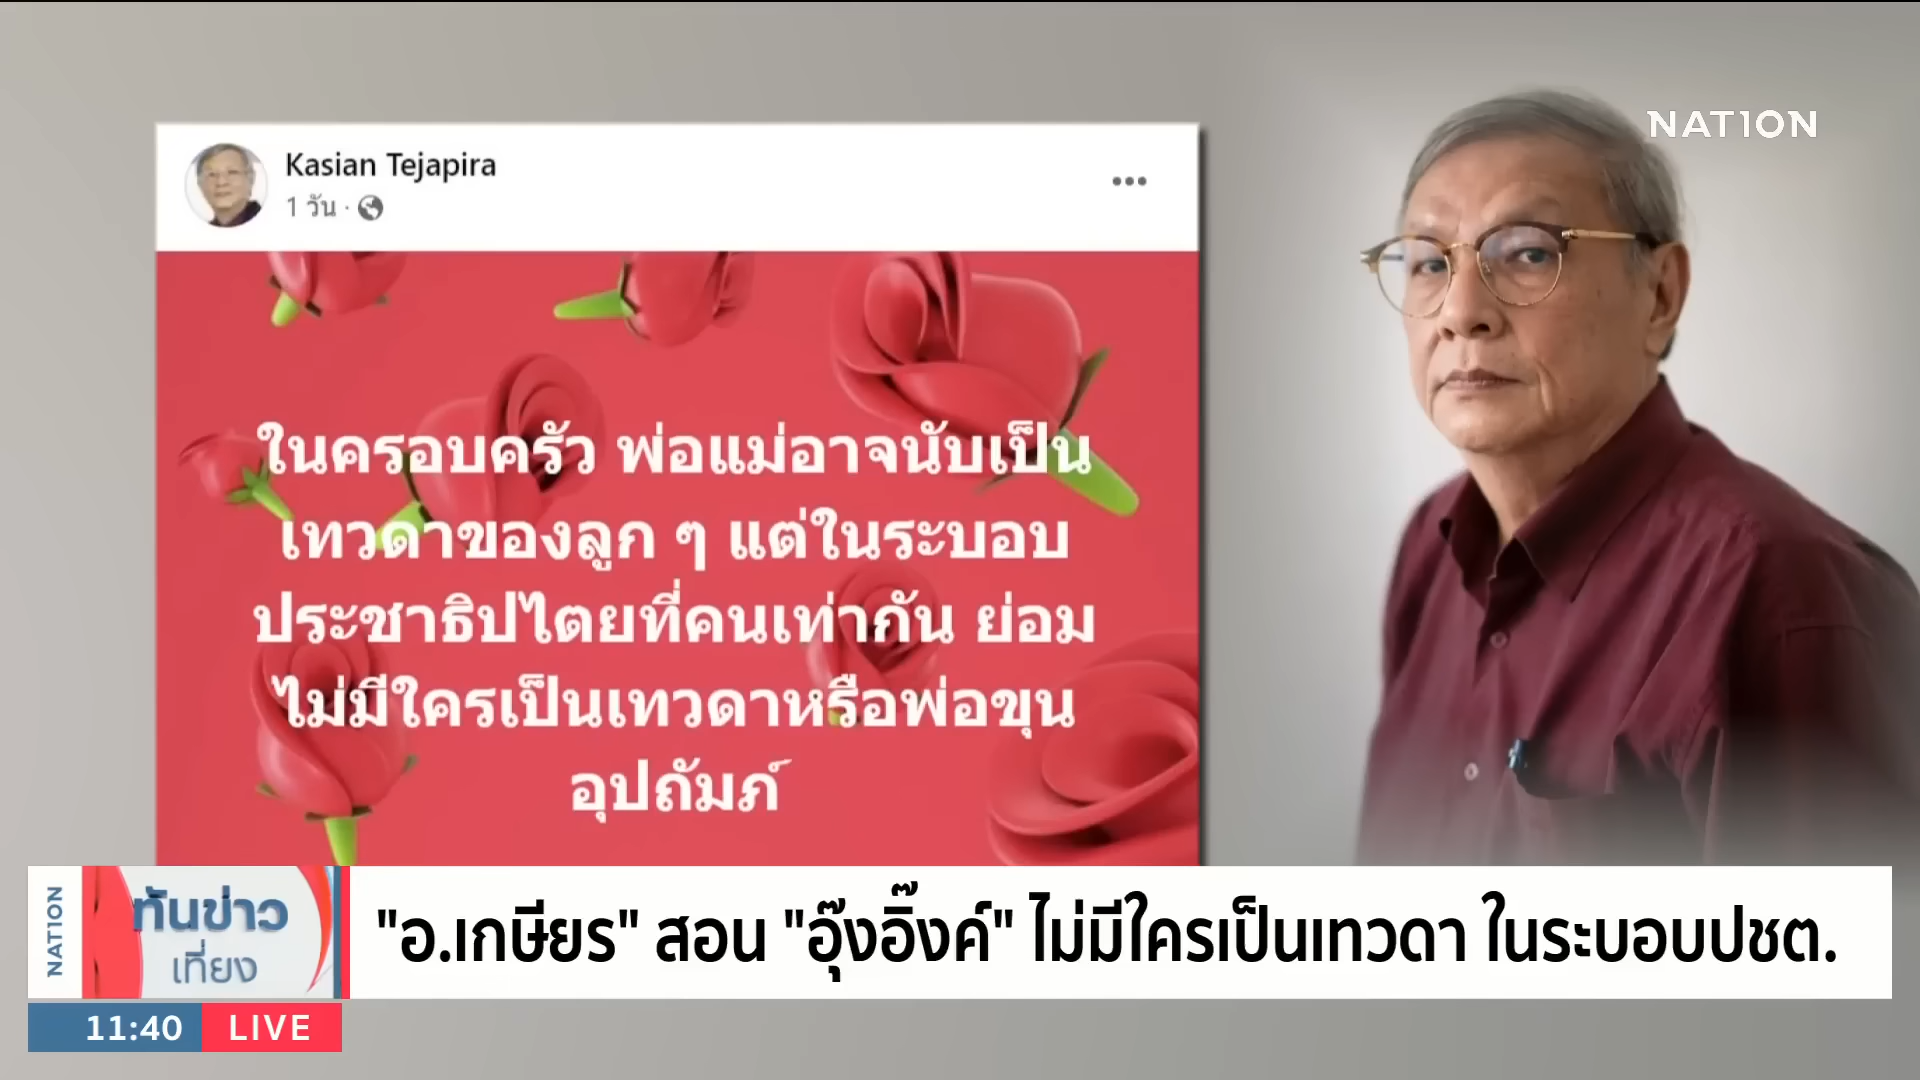 NATION
Kasian Tejapira
1 วัน ·
ในครอบครัว พ่อแม่อาจนับเป็น
เทวดาของลูก ๆ แต่ในระบอบ
ประชาธิปไตยที่คนเท่ากัน ย่อม
ไม่มีใครเป็นเทวดาหรือพ่อขุน
อุปถัมภ์
NATION
ทันข่าว
เที่ยง
"อ.เกษียร" สอน "อุ๊งอิ๊งค์" ไม่มีใครเป็นเทวดา ในระบอบปชต.
11:40 LIVE